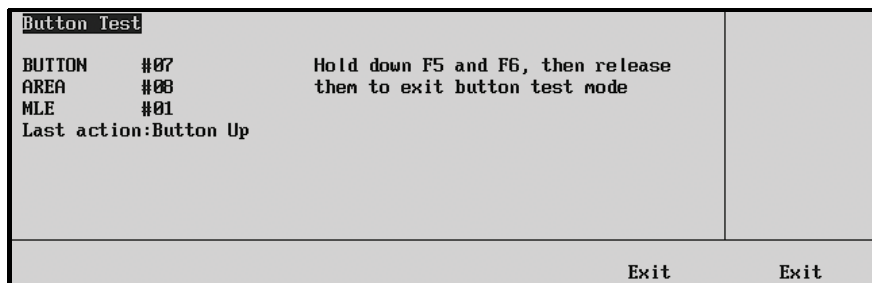 Button Test
BUTTON #07 Hold down F5 and F6, then release
AREA #08 them to exit button test mode
MLE #01
Last action:Button Up
Exit Exit